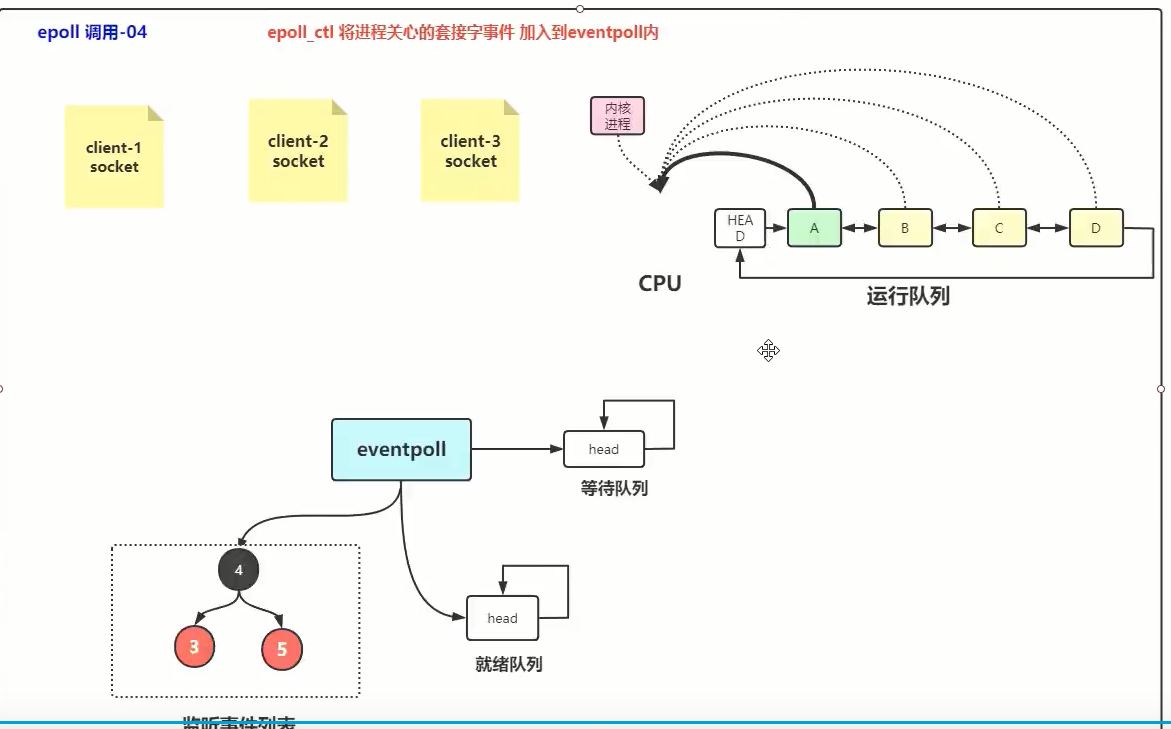 epoll 调用-04
epoll_ctl 将进程关心的套接字事件 加入到eventpoll内
client-1
socket
client-2
socket
client-3
socket
内核
进程
HEA
D
A
B
C
D
CPU
运行队列
eventpoll
head
等待队列
4
3
5
head
就绪队列
监听事件列表